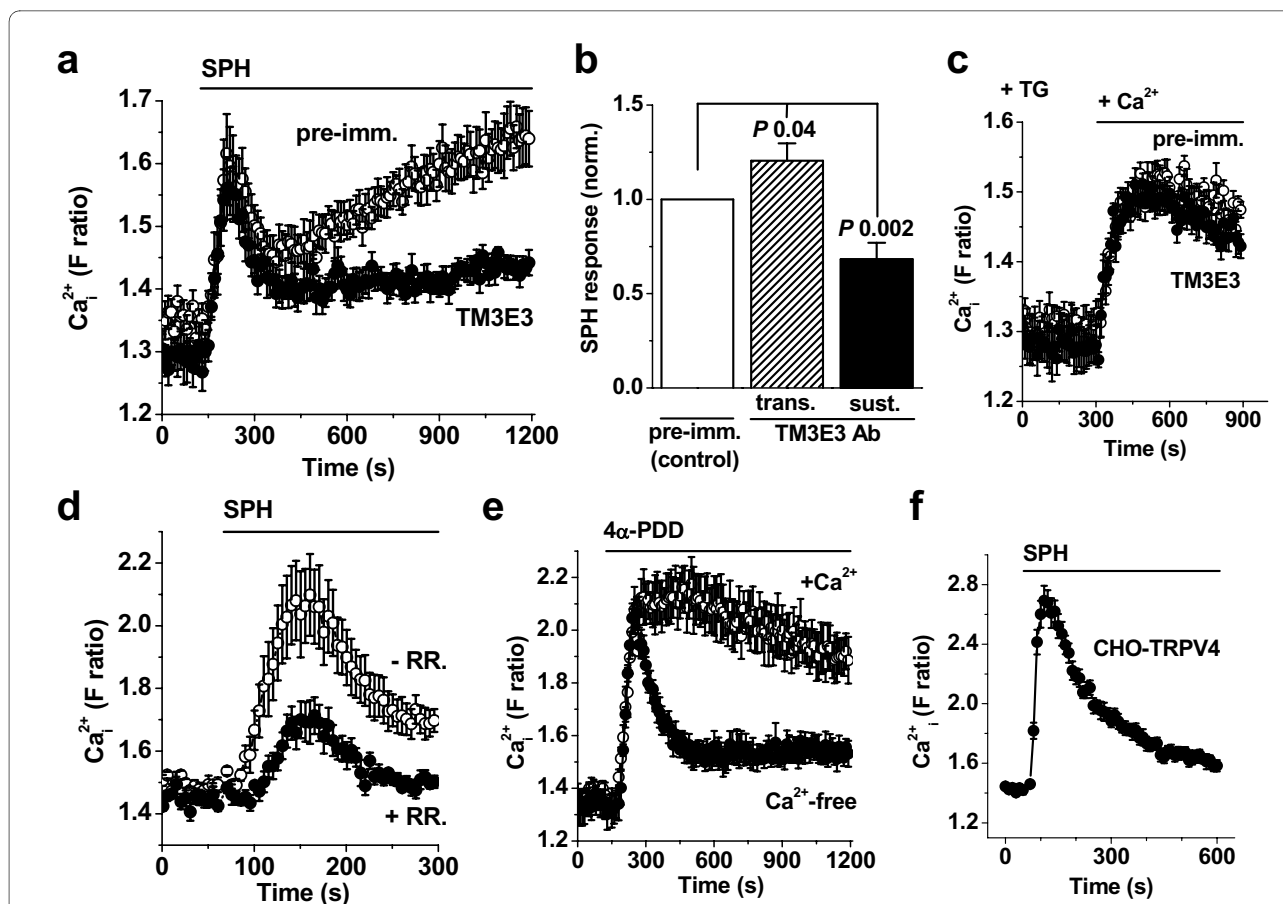 a
SPH
1.7
1.6
1.5
1.4
1.3
1.2
pre-imm.
TM3E3
Ca²⁺ᵢ (F ratio)
0 300 600 900 1200
Time (s)
b
1.5
1.0
0.5
0.0
SPH response (norm.)
P 0.04
P 0.002
trans. sust.
pre-imm. TM3E3 Ab
(control)
c
+ TG
+ Ca²⁺
1.6
1.5
1.4
1.3
1.2
pre-imm.
TM3E3
Ca²⁺ᵢ (F ratio)
0 300 600 900
Time (s)
d
SPH
2.2
2.0
1.8
1.6
1.4
- RR.
+ RR.
Ca²⁺ᵢ (F ratio)
0 100 200 300
Time (s)
e
4α-PDD
2.2
2.0
1.8
1.6
1.4
1.2
+Ca²⁺
Ca²⁺-free
Ca²⁺ᵢ (F ratio)
0 300 600 900 1200
Time (s)
f
SPH
2.8
2.4
2.0
1.6
1.2
CHO-TRPV4
Ca²⁺ᵢ (F ratio)
0 300 600
Time (s)